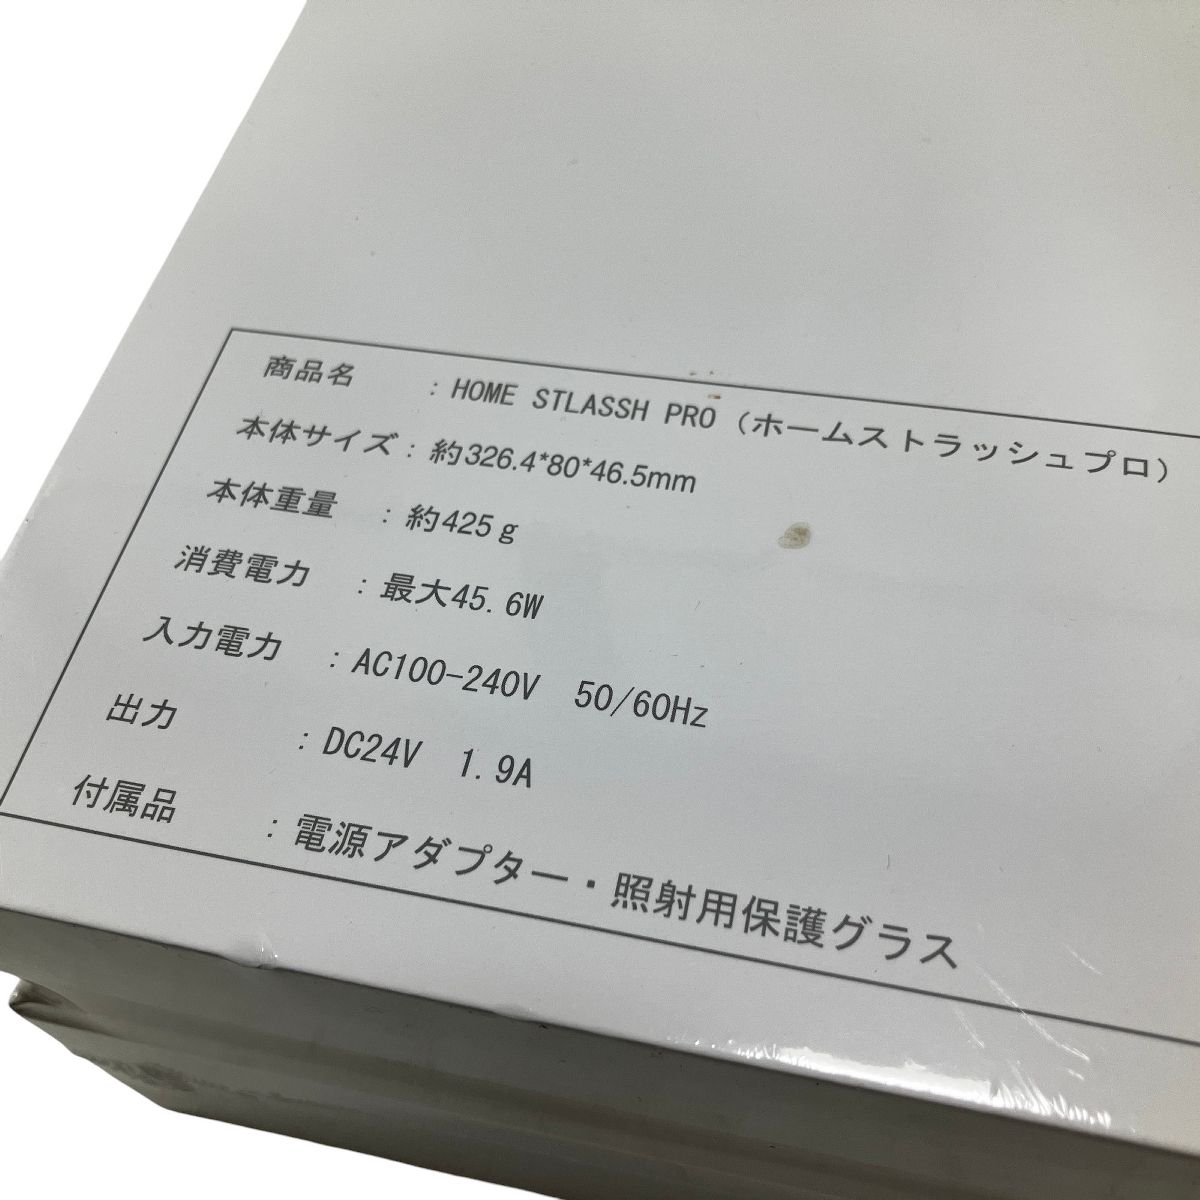 商品名 : HOME STLASSH PRO (ホームストラッシュプロ)
本体サイズ : 約326.4*80*46.5mm
本体重量 : 約425g
消費電力 : 最大45.6W
入力電力 : AC100-240V 50/60Hz
出力 : DC24V 1.9A
付属品 : 電源アダプター・照射用保護グラス